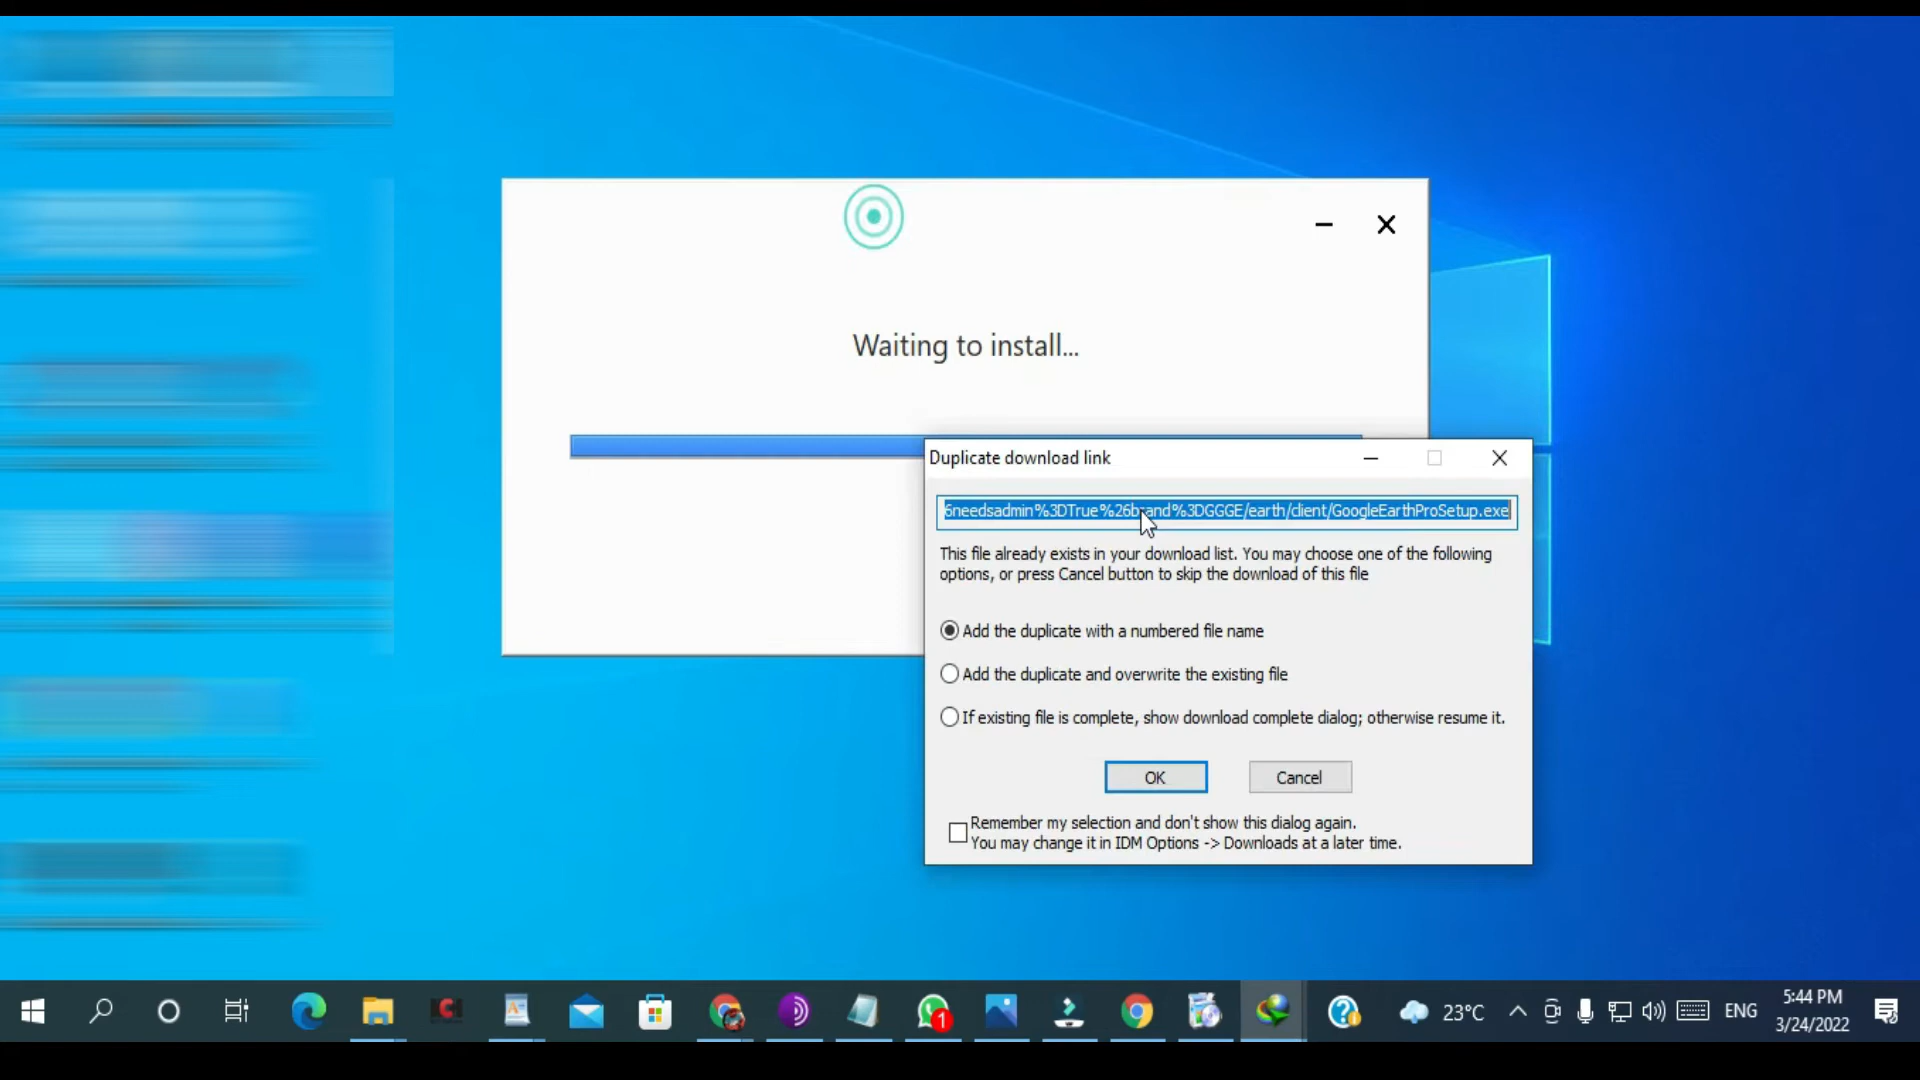 Waiting to install...
Duplicate download link
6needsadmin%3DTrue%26brand%3DGGGE/earth/client/GoogleEarthProSetup.exe
This file already exists in your download list. You may choose one of the following
options, or press Cancel button to skip the download of this file
Add the duplicate with a numbered file name
Add the duplicate and overwrite the existing file
If existing file is complete, show download complete dialog; otherwise resume it.
OK
Cancel
Remember my selection and don't show this dialog again.
You may change it in IDM Options -> Downloads at a later time.
1
23°C
ENG
5:44 PM
3/24/2022